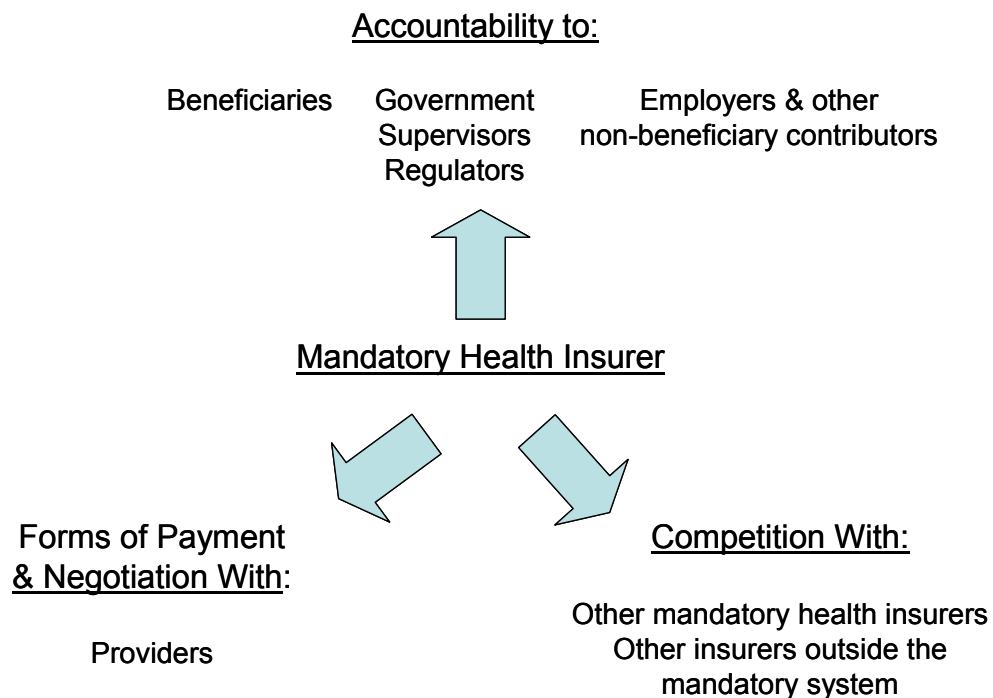 Accountability to:
Beneficiaries
Government
Supervisors
Regulators
Employers & other
non-beneficiary contributors
Mandatory Health Insurer
Forms of Payment
& Negotiation With:
Providers
Competition With:
Other mandatory health insurers
Other insurers outside the
mandatory system